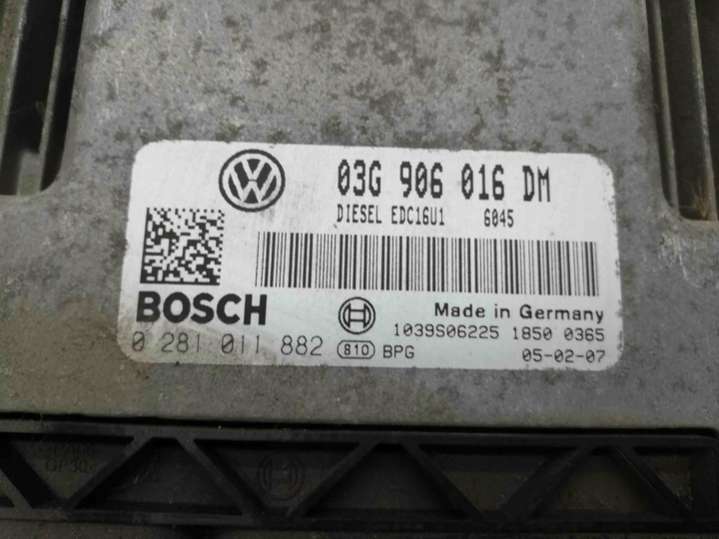 03G 906 016 DM
DIESEL EDC16U1 6045
BOSCH
Made in Germany
1039S06225 1850 0365
0 281 011 882 810 BPG 05-02-07